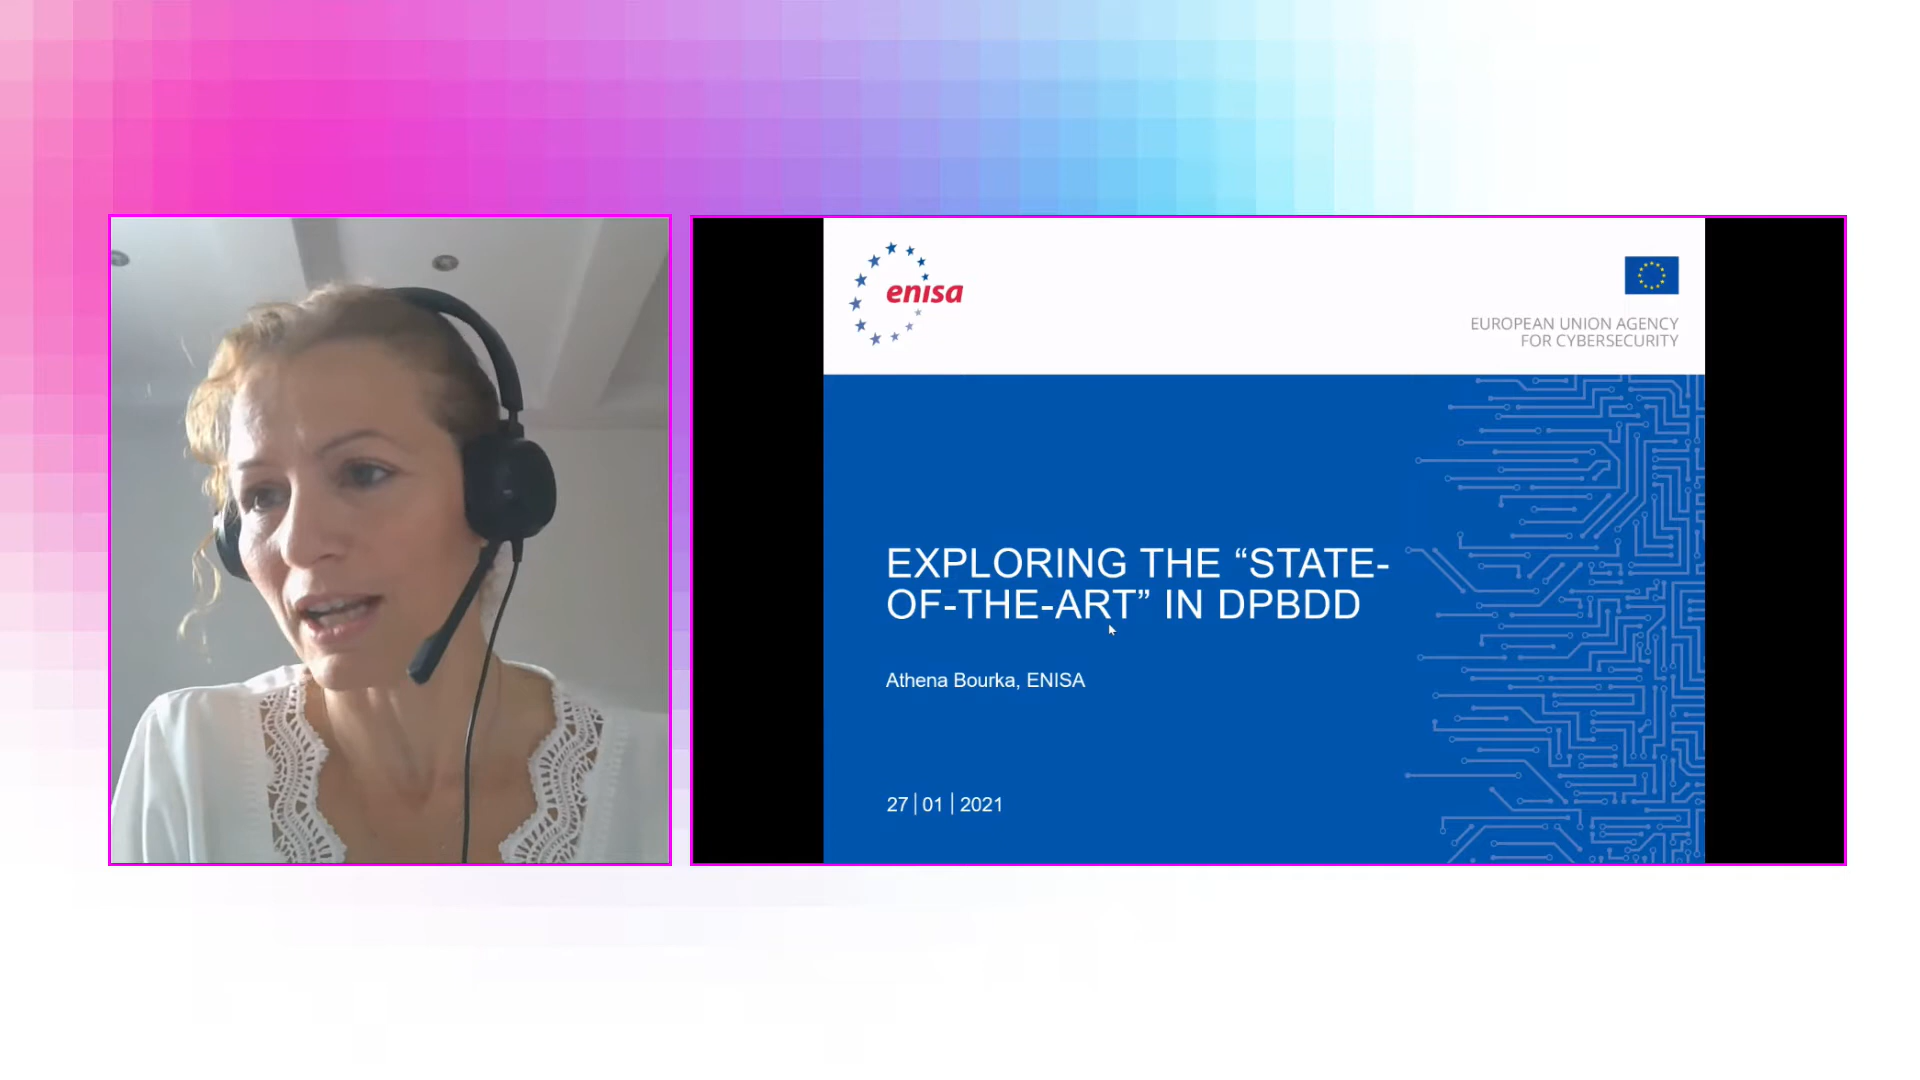 enisa
EUROPEAN UNION AGENCY
FOR CYBERSECURITY
EXPLORING THE “STATE-
OF-THE-ART” IN DPBDD
Athena Bourka, ENISA
27|01|2021